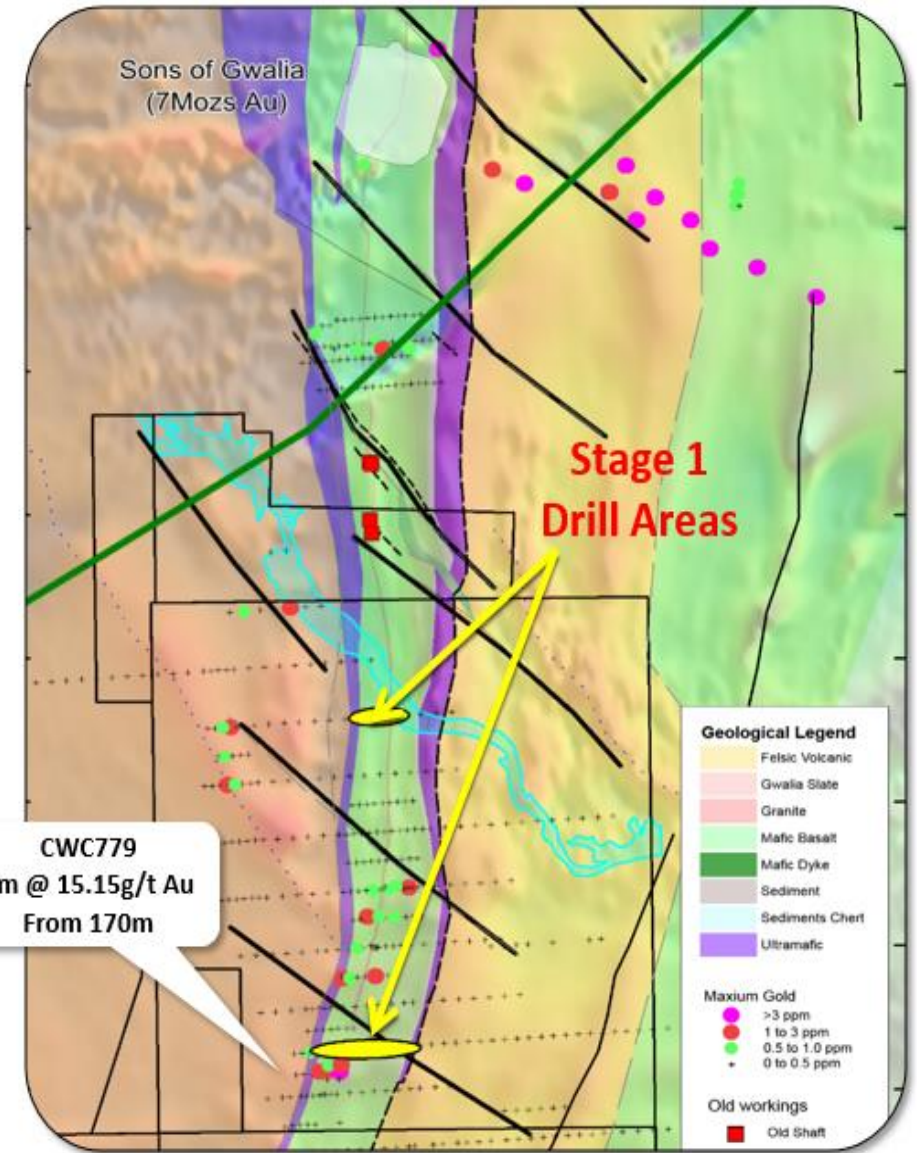 Sons of Gwalia
(7Mozs Au)
Stage 1
Drill Areas
CWC779
m @ 15.15g/t Au
From 170m
Geological Legend
Felsic Volcanic
Gwalia Slate
Granite
Mafic Basalt
Mafic Dyke
Sediment
Sediments Chert
Ultramafic
Maxium Gold
>3 ppm
1 to 3 ppm
0.5 to 1.0 ppm
0 to 0.5 ppm
Old workings
Old Shaft